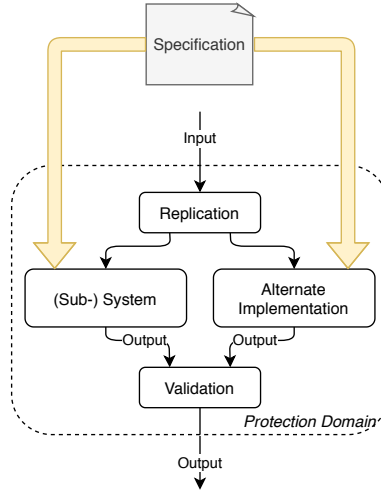 Specification
Input
Replication
(Sub-) System
Alternate
Implementation
Output
Output
Validation
Protection Domain
Output